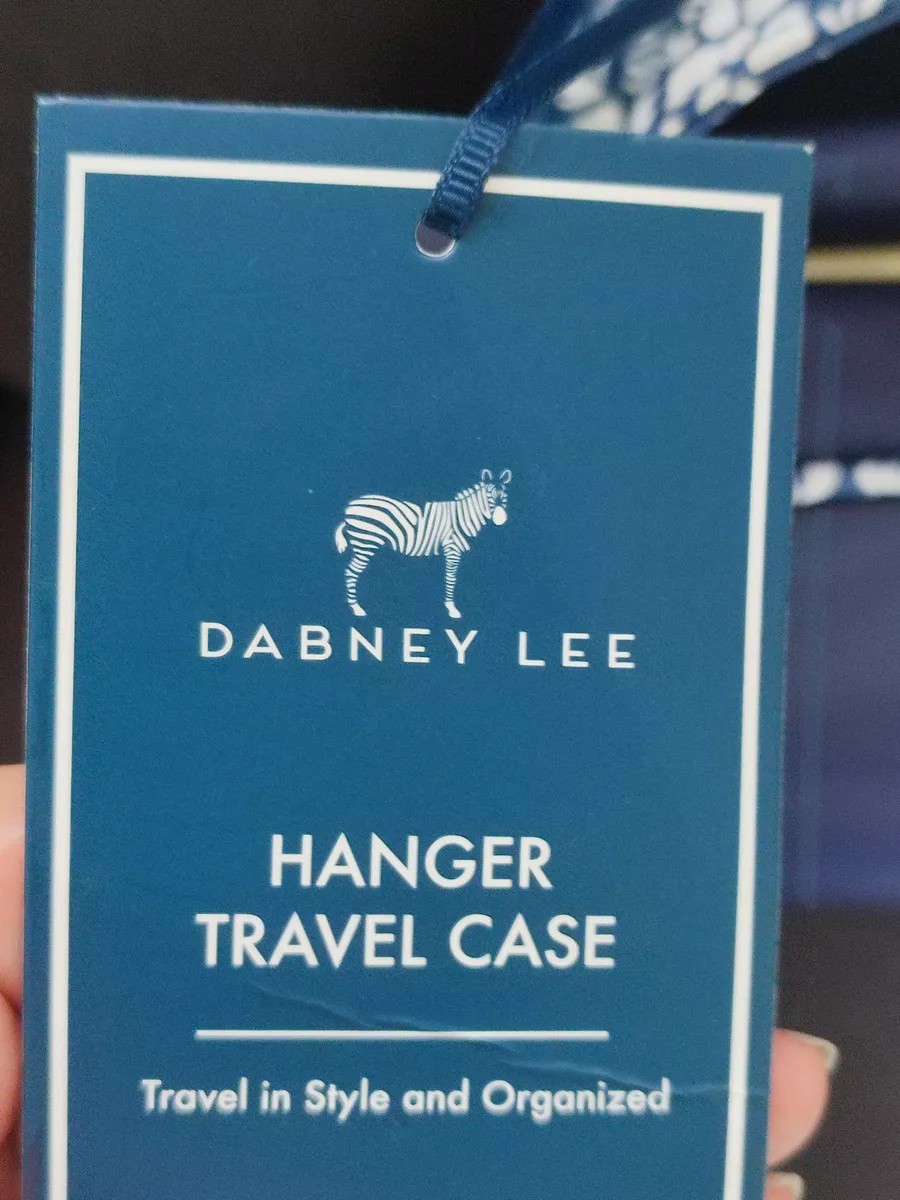 DABNEY LEE
HANGER
TRAVEL CASE
Travel in Style and Organized